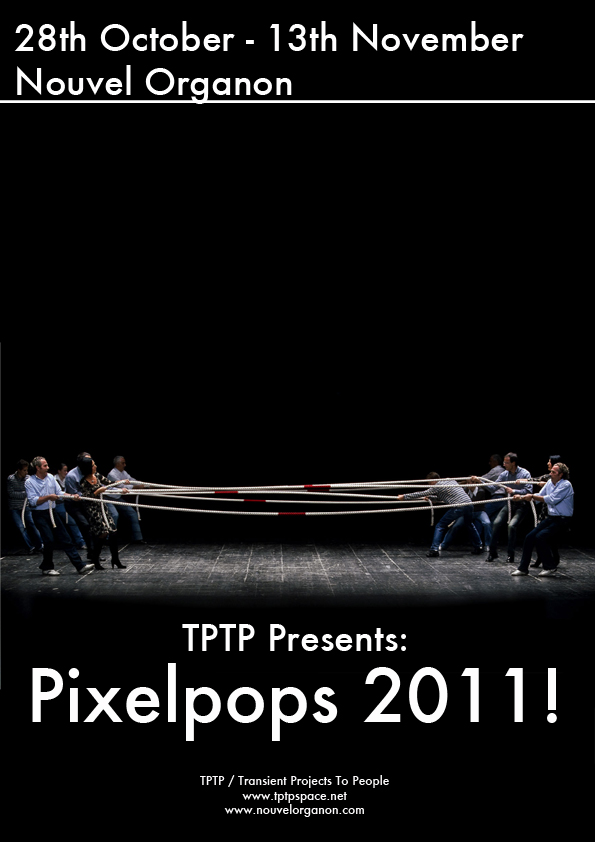 28th October - 13th November
Nouvel Organon
TPTP Presents:
Pixelpops 2011!
TPTP / Transient Projects To People
www.tptpspace.net
www.nouvelorganon.com